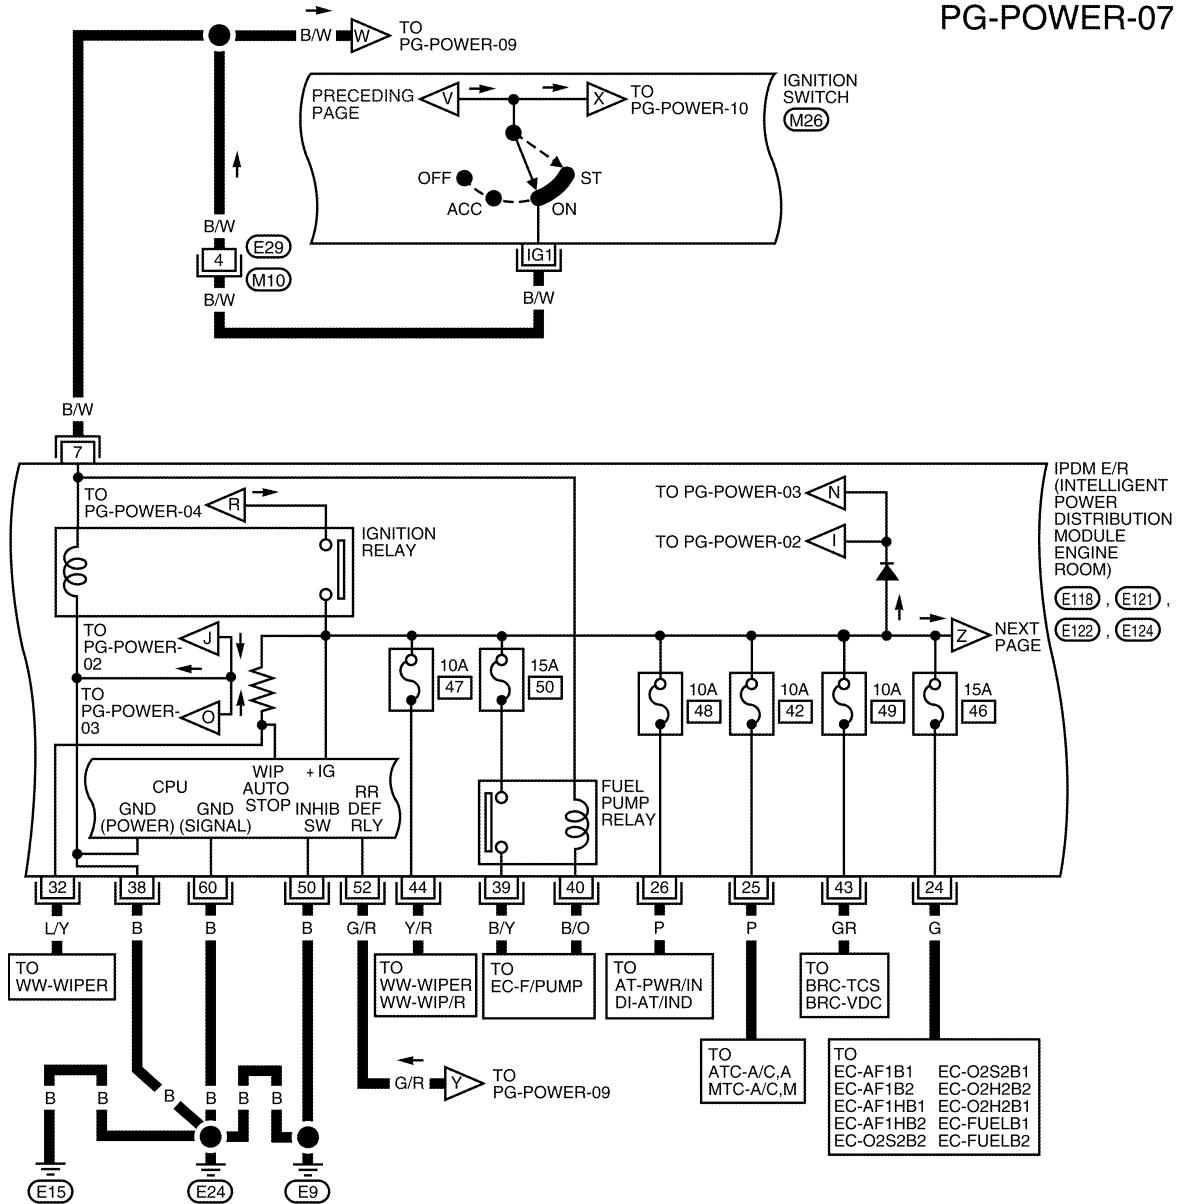 PG-POWER-07
B/W
W
TO
PG-POWER-09
IGNITION
SWITCH
M26
PRECEDING
PAGE
V
X
TO
PG-POWER-10
OFF
ACC
ON
ST
B/W
4
E29
M10
B/W
IG1
B/W
B/W
7
IPDM E/R
(INTELLIGENT
POWER
DISTRIBUTION
MODULE
ENGINE
ROOM)
E118 , E121 ,
E122 , E124
TO
PG-POWER-04
R
IGNITION
RELAY
TO PG-POWER-03
N
TO PG-POWER-02
I
TO
PG-POWER-
02
J
TO
PG-POWER-
03
O
Z
NEXT
PAGE
10A
47
15A
50
10A
48
10A
42
10A
49
15A
46
CPU
WIP
AUTO
STOP
+ IG
GND
(POWER)
GND
(SIGNAL)
INHIB
SW
RR
DEF
RLY
FUEL
PUMP
RELAY
32
38
60
50
52
44
39
40
26
25
43
24
L/Y
B
B
B
G/R
Y/R
B/Y
B/O
P
P
GR
G
TO
WW-WIPER
TO
WW-WIPER
WW-WIP/R
TO
EC-F/PUMP
TO
AT-PWR/IN
DI-AT/IND
TO
BRC-TCS
BRC-VDC
TO
ATC-A/C,A
MTC-A/C,M
TO
EC-AF1B1 EC-O2S2B1
EC-AF1B2 EC-O2H2B2
EC-AF1HB1 EC-O2H2B1
EC-AF1HB2 EC-FUELB1
EC-O2S2B2 EC-FUELB2
G/R
Y
TO
PG-POWER-09
B
B
B
B
B
B
E15
E24
E9